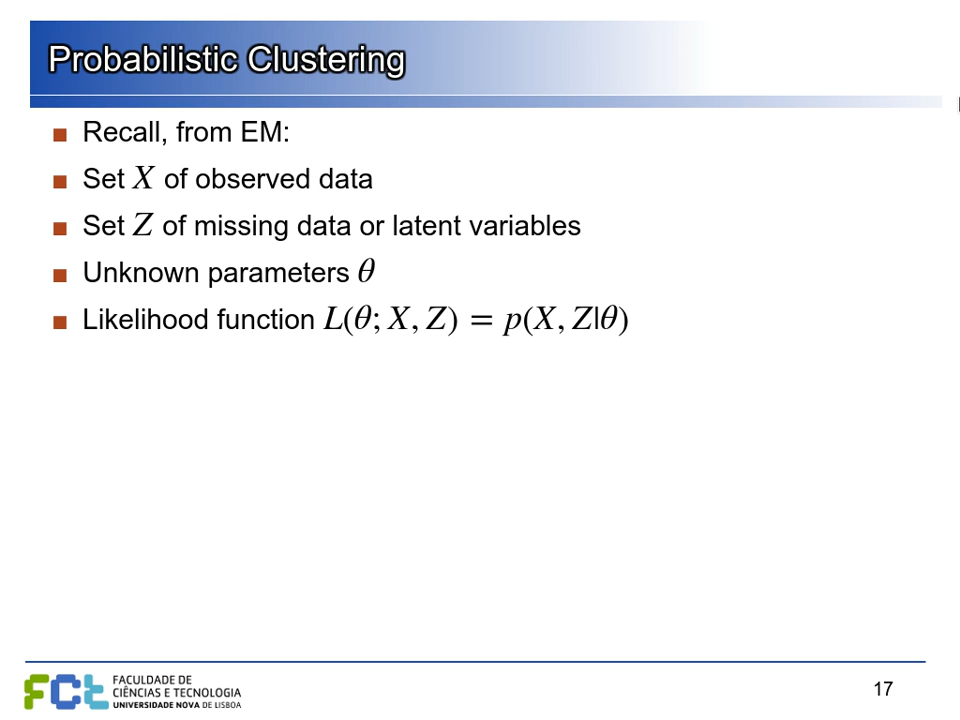 Probabilistic Clustering
Recall, from EM:
Set X of observed data
Set Z of missing data or latent variables
Unknown parameters θ
Likelihood function L(θ; X, Z) = p(X, Z|θ)
FCt
FACULDADE DE
CIÊNCIAS E TECNOLOGIA
UNIVERSIDADE NOVA DE LISBOA
17